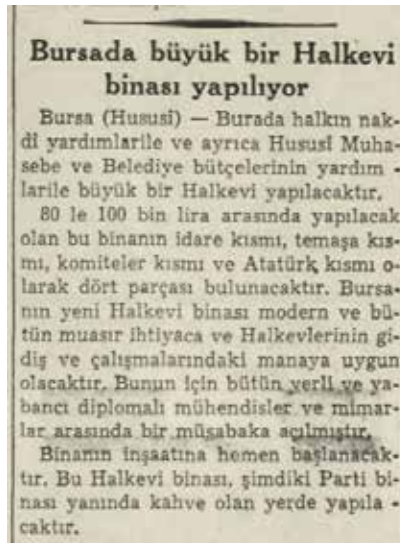 Bursada büyük bir Halkevi
binası yapılıyor
Bursa (Hususî) — Burada halkın nak-
dî yardımlarile ve ayrıca Hususî Muha-
sebe ve Belediye bütçelerinin yardım -
larile büyük bir Halkevi yapılacaktır.
80 le 100 bin lira arasında yapılacak
olan bu binanın idare kısmı, temaşa kıs-
mı, komiteler kısmı ve Atatürk kısmı o-
larak dört parçası bulunacaktır. Bursa-
nın yeni Halkevi binası modern ve bü-
tün muasır ihtiyaca ve Halkevlerinin gi-
diş ve çalışmalarındaki manaya uygun
olacaktır. Bunun için bütün yerli ve ya-
bancı diplomalı mühendisler ve mimar-
lar arasında bir müsabaka açılmıştır.
Binanın inşaatına hemen başlanacak-
tır. Bu Halkevi binası, şimdiki Parti bi-
nası yanında kahve olan yerde yapıla -
caktır.